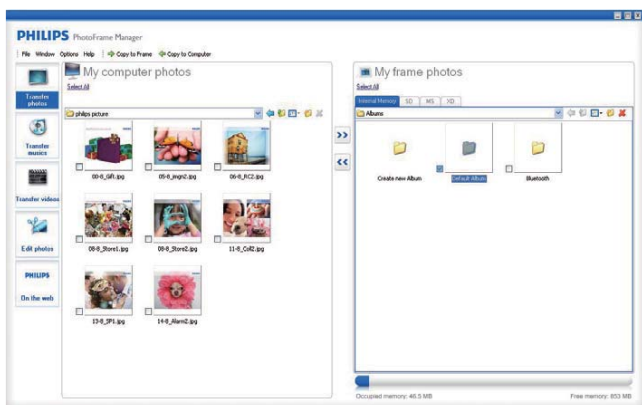 PHILIPS PhotoFrame Manager
File Window Options Help Copy to Frame Copy to Computer
Transfer photos
Transfer musics
Transfer videos
Edit photos
PHILIPS
On the web
My computer photos
Select All
philips picture
00-8_Gift.jpg 05-8_mgn2.jpg 06-8_RC2.jpg
08-8_Store1.jpg 08-8_Store2.jpg 11-8_Coll2.jpg
13-8_SP1.jpg 14-8_Alarm2.jpg
>>
<<
My frame photos
Select All
Internal Memory SD MS XD
Albums
Create new Album Default Album Bluetooth
Occupied memory: 46.5 MB Free memory: 853 MB